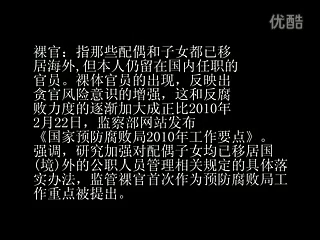 优酷
裸官：指那些配偶和子女都已移
居海外,但本人仍留在国内任职的
官员。裸体官员的出现，反映出
贪官风险意识的增强，这和反腐
败力度的逐渐加大成正比2010年
2月22日，监察部网站发布
《国家预防腐败局2010年工作要点》。
强调，研究加强对配偶子女均已移居国
(境)外的公职人员管理相关规定的具体落
实办法，监管裸官首次作为预防腐败局工
作重点被提出。